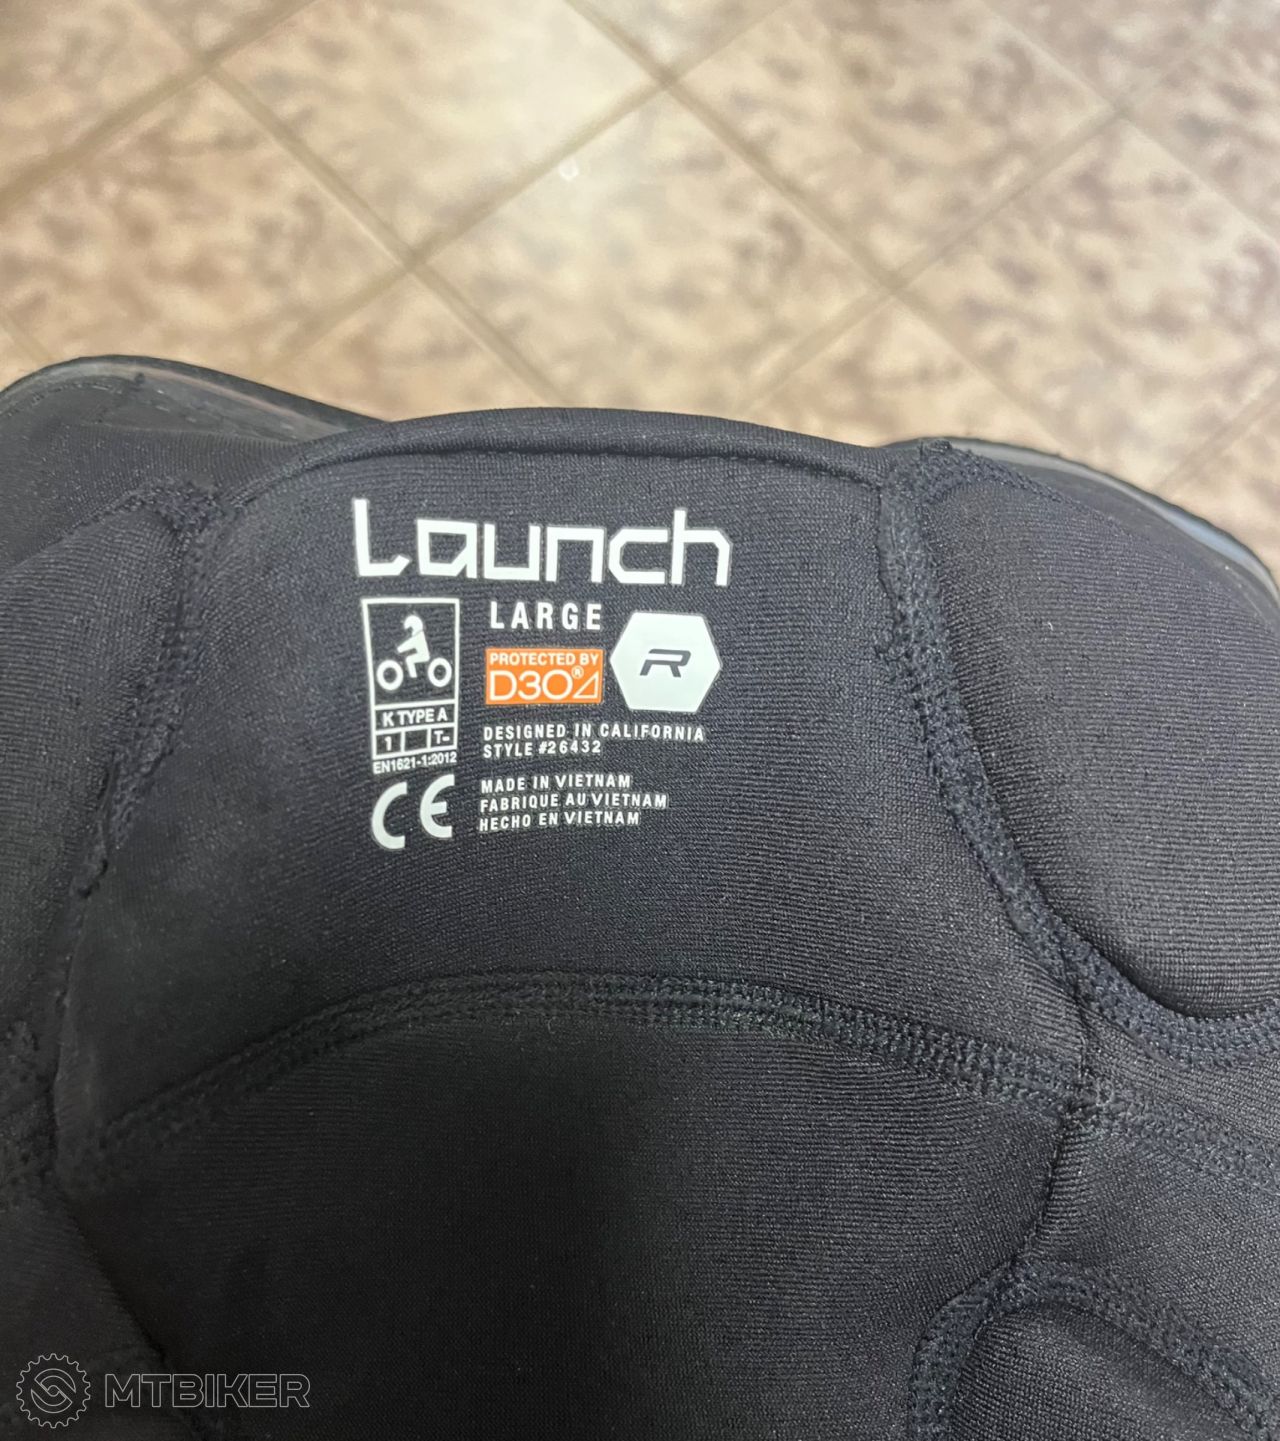 Launch
LARGE
PROTECTED BY
D3O®
R
K TYPE A
1 T-
EN1621-1:2012
CE
DESIGNED IN CALIFORNIA
STYLE #26432
MADE IN VIETNAM
FABRIQUE AU VIETNAM
HECHO EN VIETNAM
MTBIKER